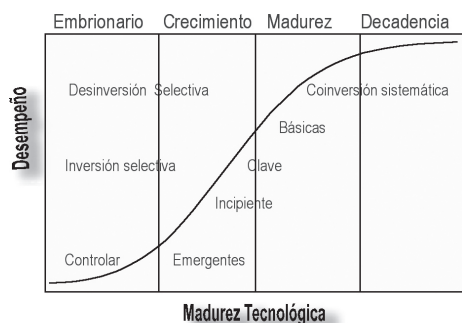 Embrionario Crecimiento Madurez Decadencia
Desinversión Selectiva Coinversión sistemática
Básicas
Inversión selectiva Clave
Incipiente
Controlar Emergentes
Desempeño
Madurez Tecnológica